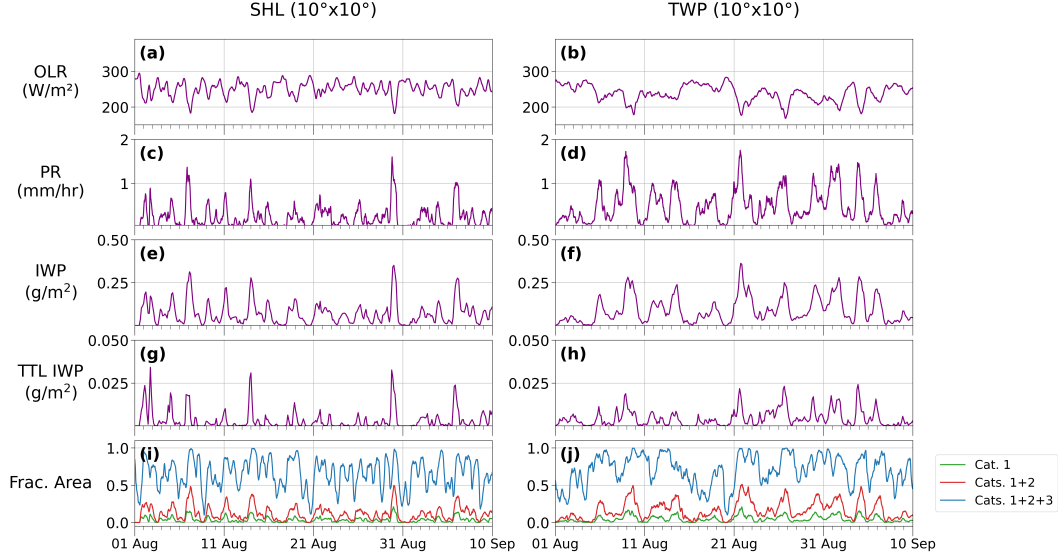 SHL (10°x10°) TWP (10°x10°)
OLR
(W/m²)
300
200
(a)
300
200
(b)
PR
(mm/hr)
2
1
(c)
2
1
(d)
IWP
(g/m²)
0.50
0.25
(e)
0.50
0.25
(f)
TTL IWP
(g/m²)
0.050
0.025
(g)
0.050
0.025
(h)
Frac. Area
1.0
0.5
0.0
(i)
1.0
0.5
0.0
(j)
Cat. 1
Cats. 1+2
Cats. 1+2+3
01 Aug 11 Aug 21 Aug 31 Aug 10 Sep
01 Aug 11 Aug 21 Aug 31 Aug 10 Sep